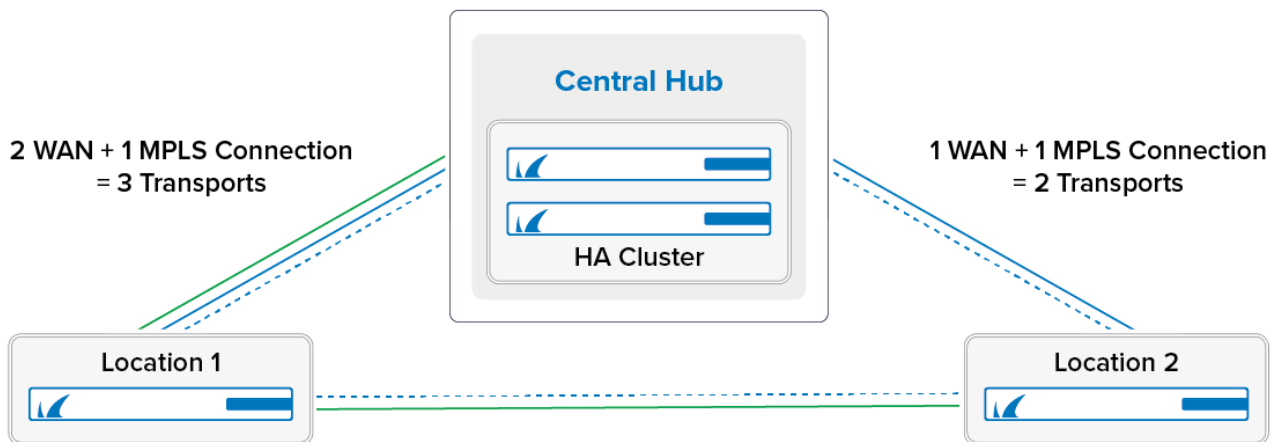 Central Hub
2 WAN + 1 MPLS Connection
= 3 Transports
1 WAN + 1 MPLS Connection
= 2 Transports
HA Cluster
Location 1
Location 2